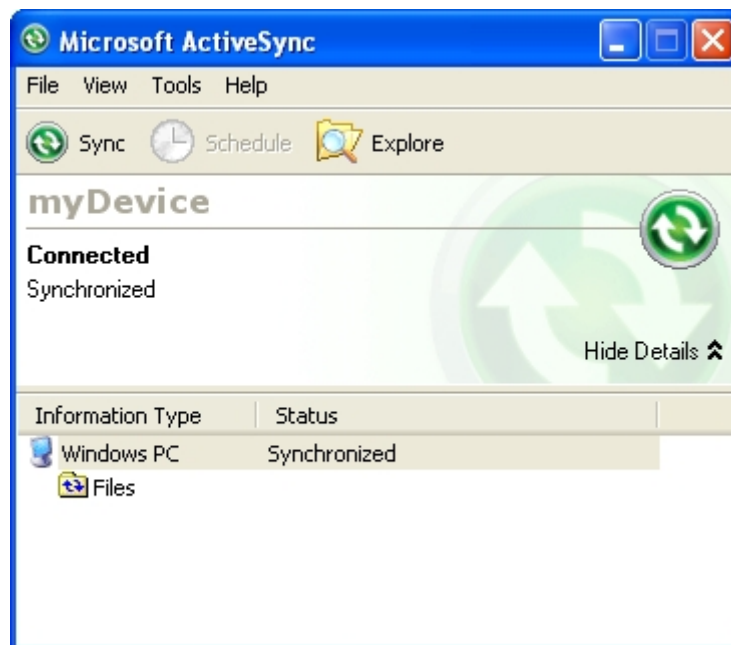 Microsoft ActiveSync
File View Tools Help
Sync Schedule Explore
myDevice
Connected
Synchronized
Hide Details
Information Type Status
Windows PC Synchronized
Files